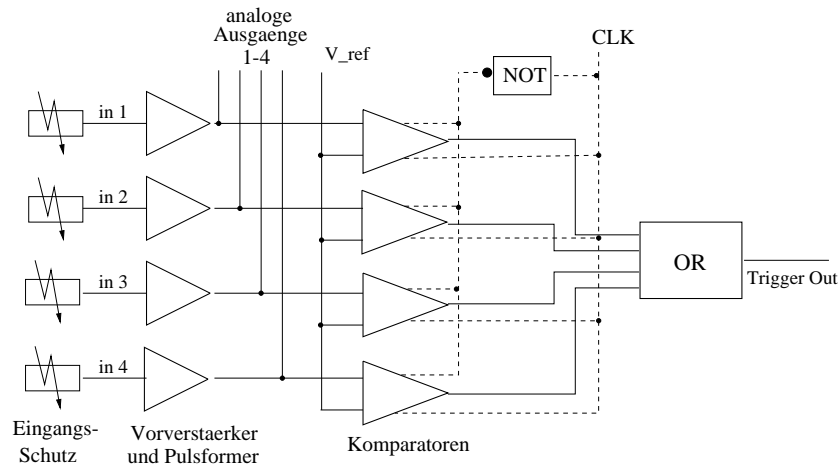 analoge
Ausgaenge
1-4
V_ref
CLK
NOT
in 1
in 2
in 3
in 4
OR
Trigger Out
Eingangs-
Schutz
Vorverstaerker
und Pulsformer
Komparatoren